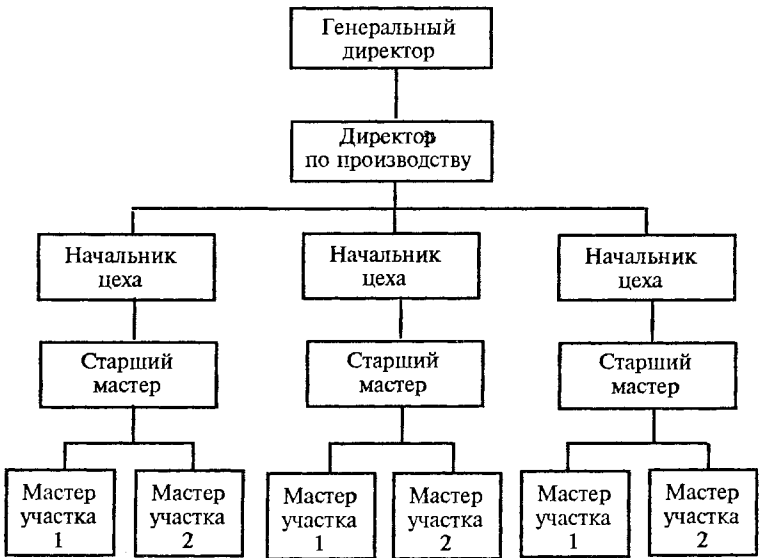 Генеральный
директор
Директор
по производству
Начальник
цеха
Начальник
цеха
Начальник
цеха
Старший
мастер
Старший
мастер
Старший
мастер
Мастер
участка
1
Мастер
участка
2
Мастер
участка
1
Мастер
участка
2
Мастер
участка
1
Мастер
участка
2